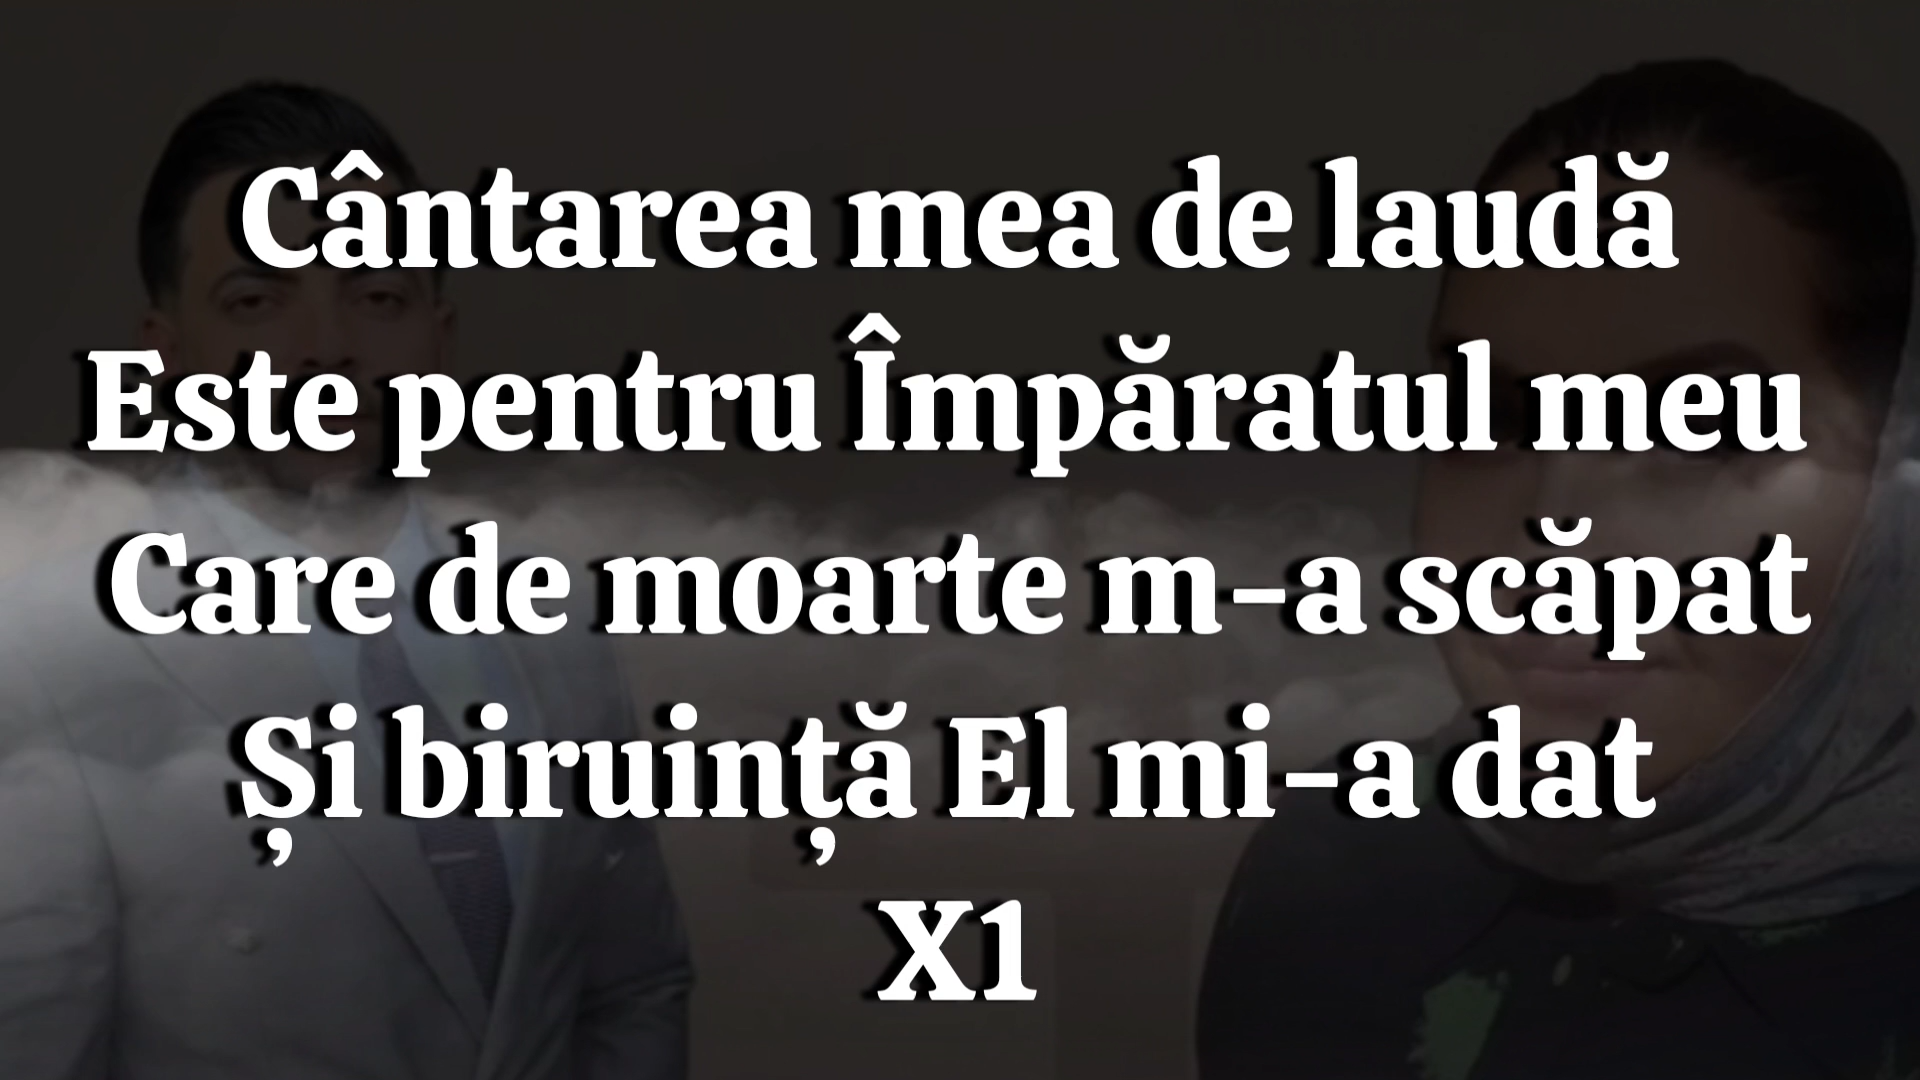 Cântarea mea de laudă
Este pentru Împăratul meu
Care de moarte m-a scăpat
Și biruință El mi-a dat
X1